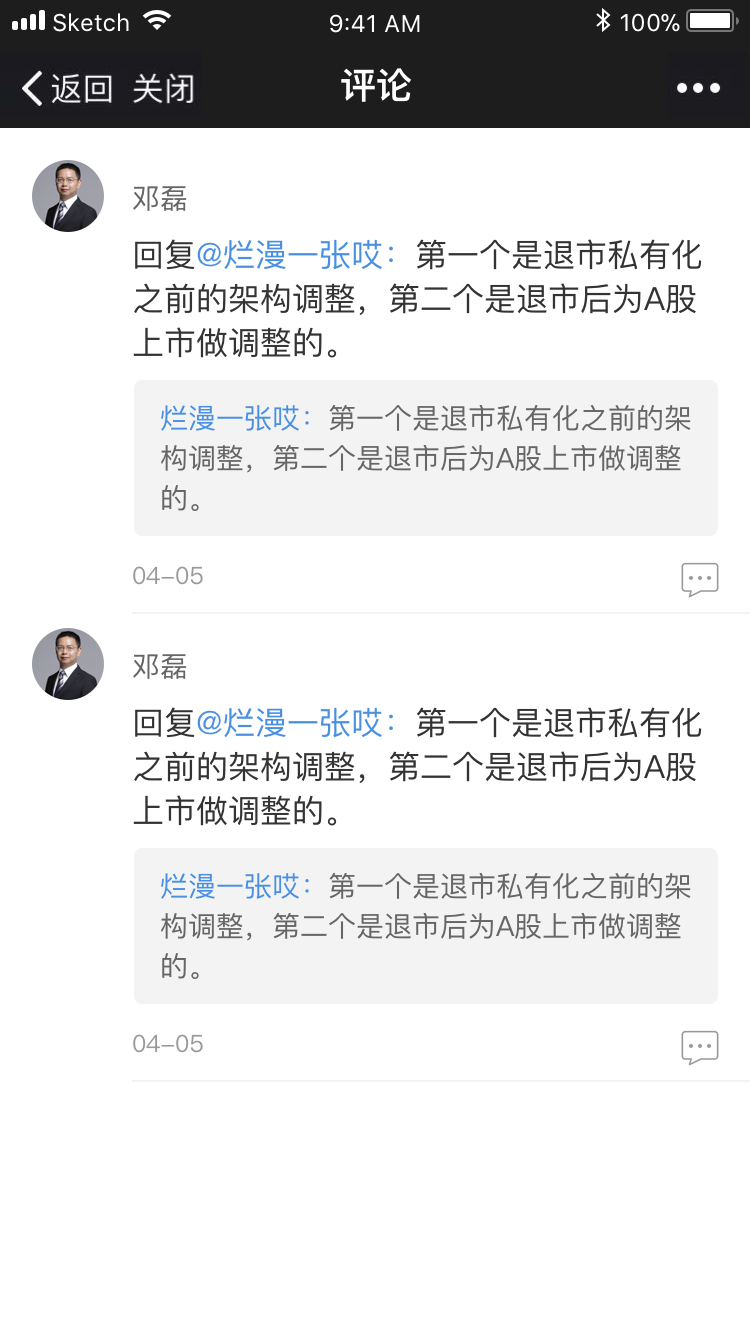 Sketch 9:41 AM 100%
返回 关闭 评论
邓磊
回复@烂漫一张哎：第一个是退市私有化
之前的架构调整，第二个是退市后为A股
上市做调整的。
烂漫一张哎：第一个是退市私有化之前的架
构调整，第二个是退市后为A股上市做调整
的。
04-05
邓磊
回复@烂漫一张哎：第一个是退市私有化
之前的架构调整，第二个是退市后为A股
上市做调整的。
烂漫一张哎：第一个是退市私有化之前的架
构调整，第二个是退市后为A股上市做调整
的。
04-05